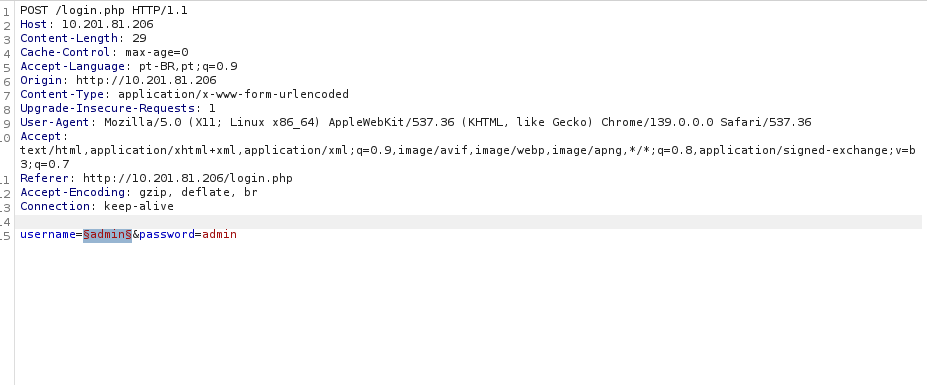 1 POST /login.php HTTP/1.1
2 Host: 10.201.81.206
3 Content-Length: 29
4 Cache-Control: max-age=0
5 Accept-Language: pt-BR,pt;q=0.9
6 Origin: http://10.201.81.206
7 Content-Type: application/x-www-form-urlencoded
8 Upgrade-Insecure-Requests: 1
9 User-Agent: Mozilla/5.0 (X11; Linux x86_64) AppleWebKit/537.36 (KHTML, like Gecko) Chrome/139.0.0.0 Safari/537.36
10 Accept:
text/html,application/xhtml+xml,application/xml;q=0.9,image/avif,image/webp,image/apng,*/*;q=0.8,application/signed-exchange;v=b
3;q=0.7
11 Referer: http://10.201.81.206/login.php
12 Accept-Encoding: gzip, deflate, br
13 Connection: keep-alive
14
15 username=§admin§&password=admin